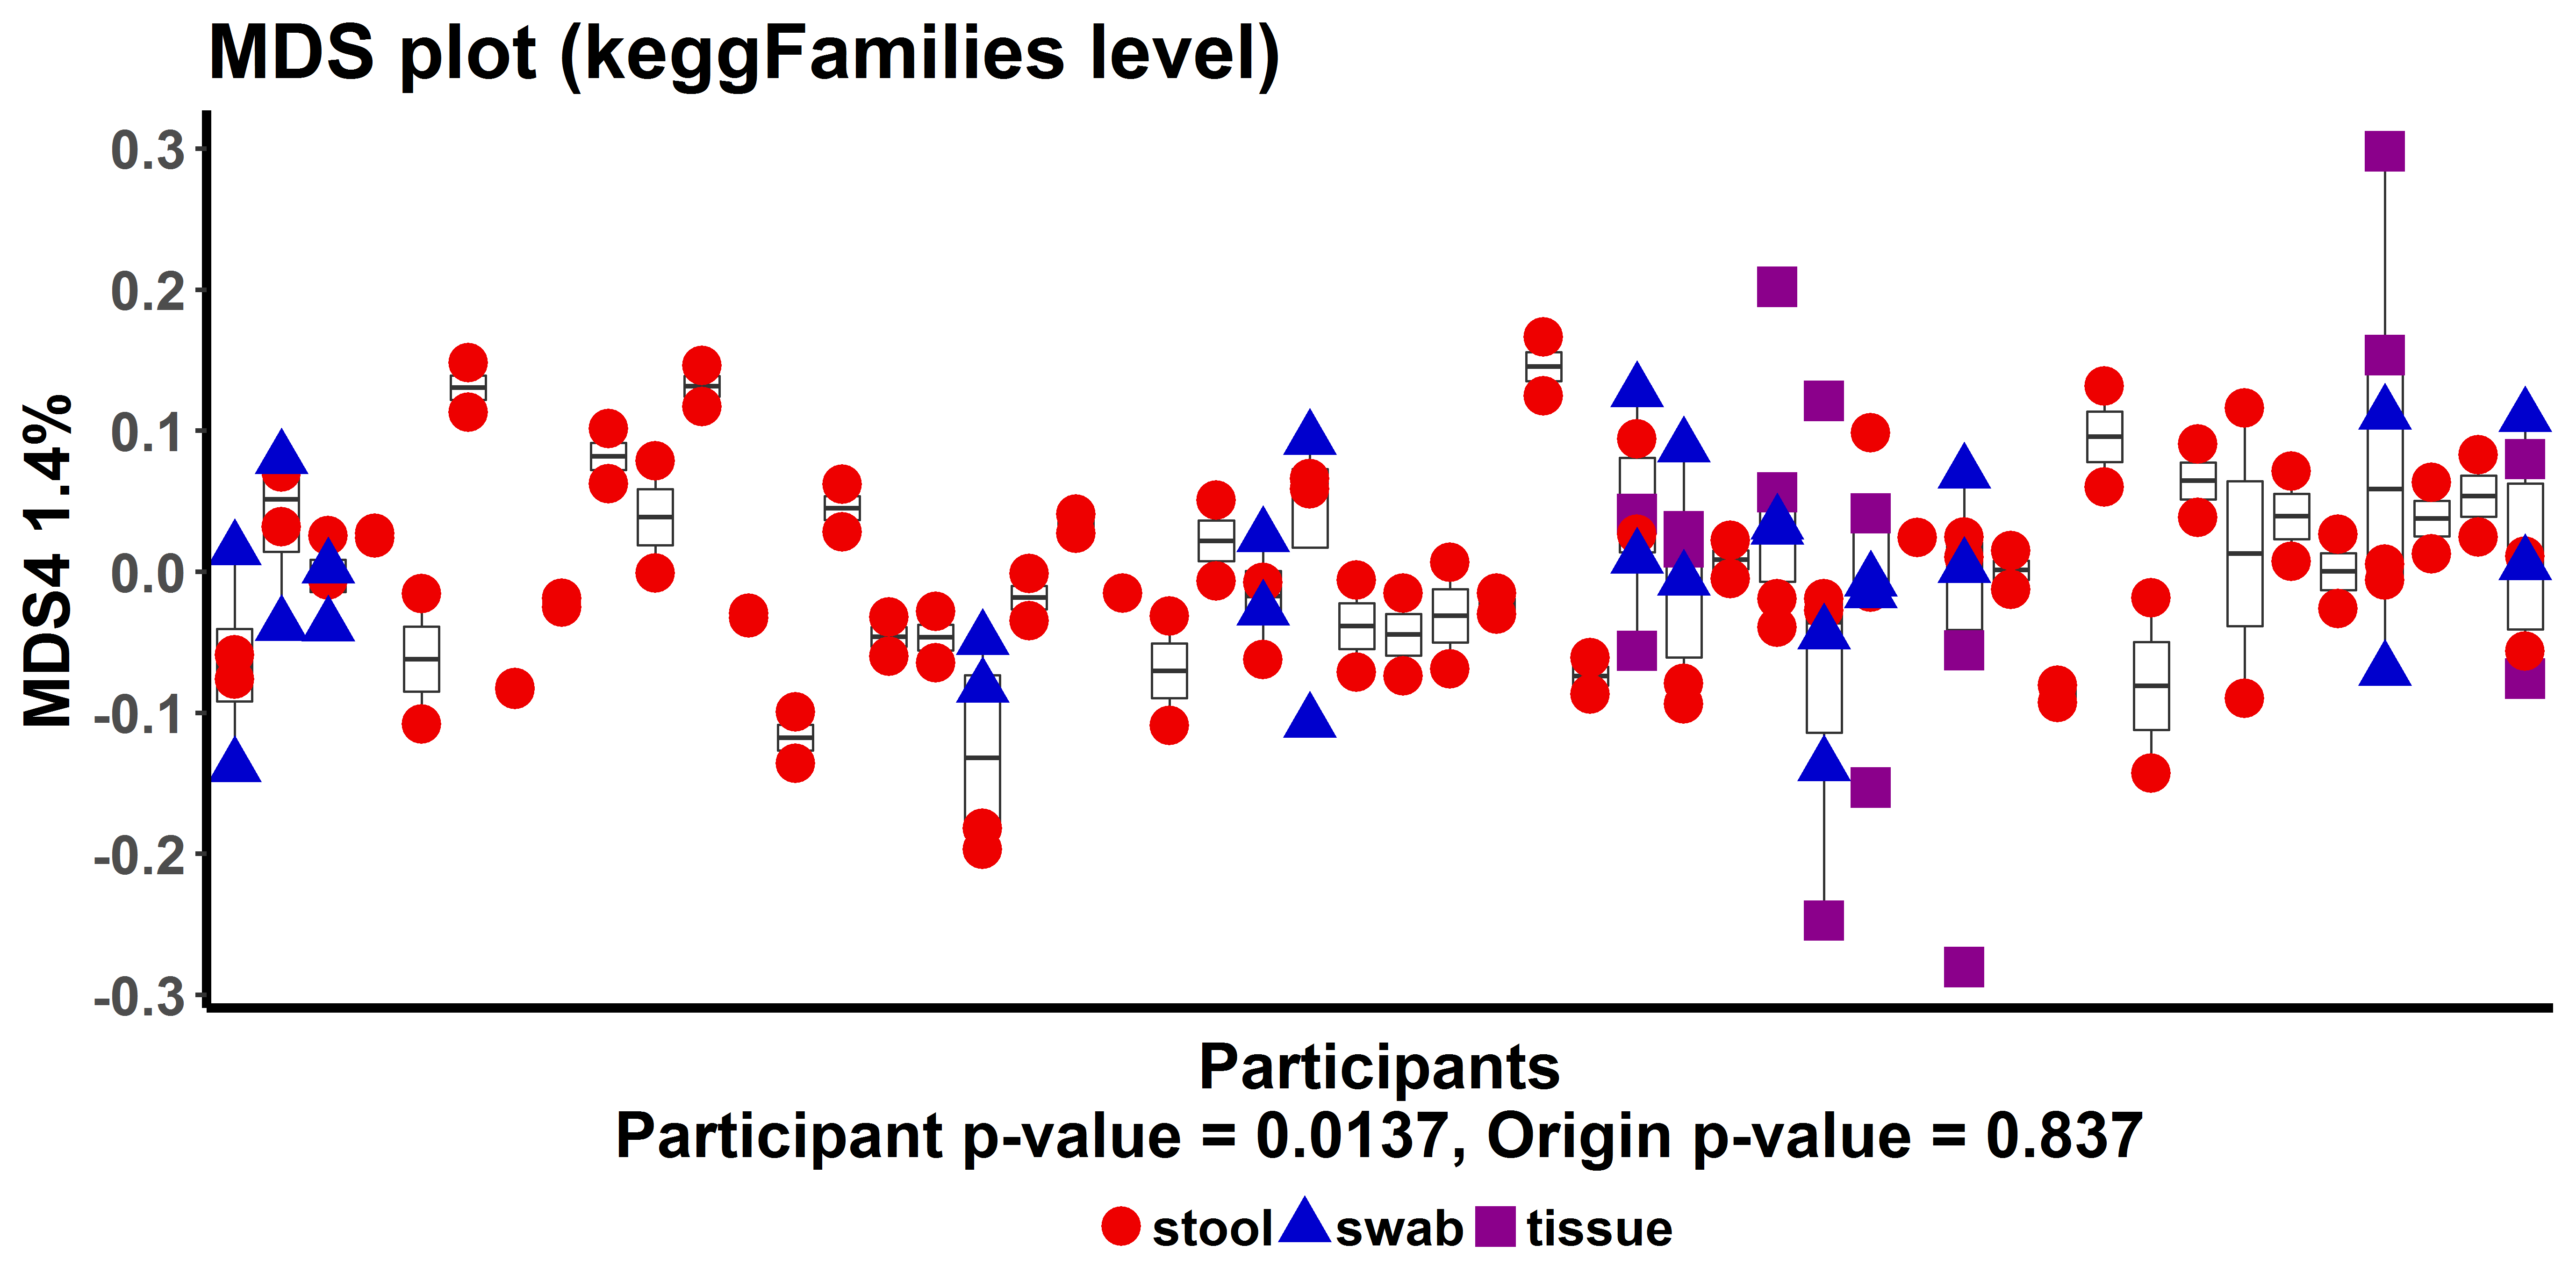 MDS plot (keggFamilies level)
MDS4 1.4%
0.3
0.2
0.1
0.0
-0.1
-0.2
-0.3
Participants
Participant p-value = 0.0137, Origin p-value = 0.837
stool swab tissue